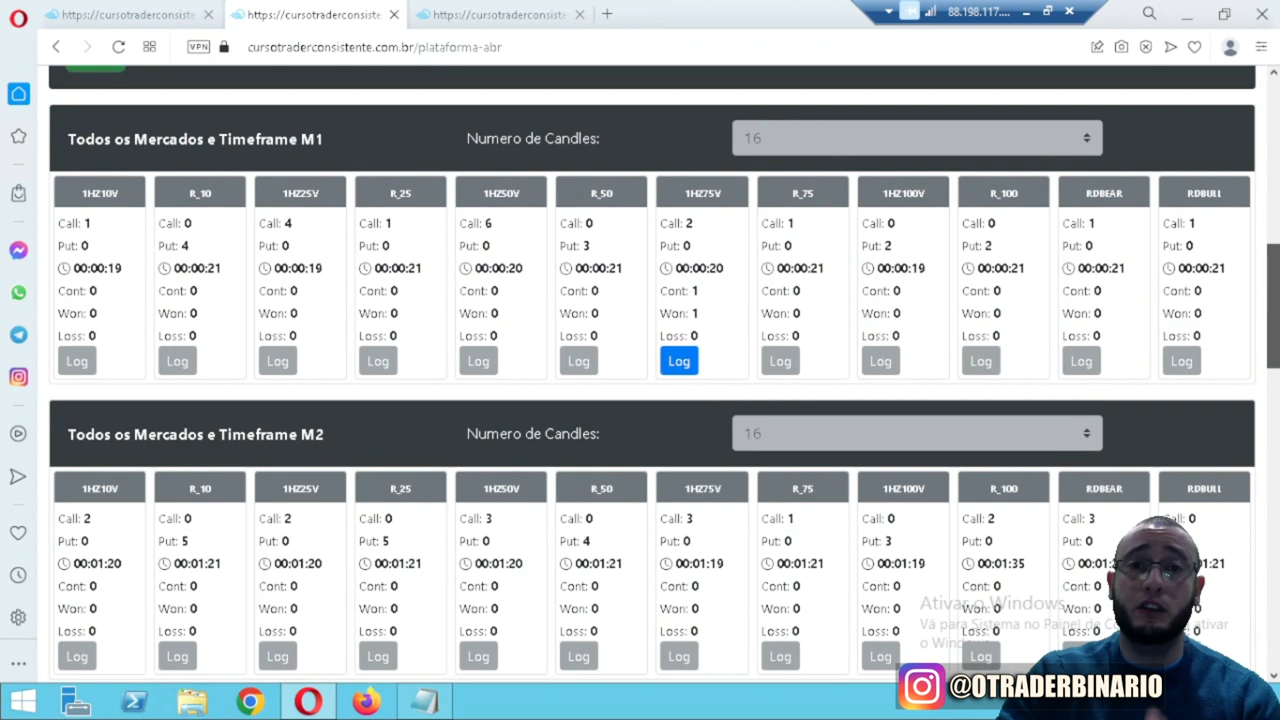 https://cursotraderconsiste
https://cursotraderconsiste
https://cursotraderconsiste
88.198.117....
VPN
cursotraderconsistente.com.br/plataforma-abr
Todos os Mercados e Timeframe M1 Numero de Candles: 16
1HZ10V R_10 1HZ25V R_25 1HZ50V R_50 1HZ75V R_75 1HZ100V R_100 RDBEAR RDBULL
Call: 1 Call: 0 Call: 4 Call: 1 Call: 6 Call: 0 Call: 2 Call: 1 Call: 0 Call: 0 Call: 1 Call: 1
Put: 0 Put: 4 Put: 0 Put: 0 Put: 0 Put: 3 Put: 0 Put: 0 Put: 2 Put: 2 Put: 0 Put: 0
00:00:19 00:00:21 00:00:19 00:00:21 00:00:20 00:00:21 00:00:20 00:00:21 00:00:19 00:00:21 00:00:21 00:00:21
Cont: 0 Cont: 0 Cont: 0 Cont: 0 Cont: 0 Cont: 0 Cont: 1 Cont: 0 Cont: 0 Cont: 0 Cont: 0 Cont: 0
Won: 0 Won: 0 Won: 0 Won: 0 Won: 0 Won: 0 Won: 1 Won: 0 Won: 0 Won: 0 Won: 0 Won: 0
Loss: 0 Loss: 0 Loss: 0 Loss: 0 Loss: 0 Loss: 0 Loss: 0 Loss: 0 Loss: 0 Loss: 0 Loss: 0 Loss: 0
Log Log Log Log Log Log Log Log Log Log Log Log
Todos os Mercados e Timeframe M2 Numero de Candles: 16
1HZ10V R_10 1HZ25V R_25 1HZ50V R_50 1HZ75V R_75 1HZ100V R_100 RDBEAR RDBULL
Call: 2 Call: 0 Call: 2 Call: 0 Call: 3 Call: 0 Call: 3 Call: 1 Call: 0 Call: 2 Call: 3 : 0
Put: 0 Put: 5 Put: 0 Put: 5 Put: 0 Put: 4 Put: 0 Put: 0 Put: 3 Put: 0 Put: 0
00:01:20 00:01:21 00:01:20 00:01:21 00:01:20 00:01:21 00:01:19 00:01:21 00:01:19 00:01:35 00:01: 1:21
Cont: 0 Cont: 0 Cont: 0 Cont: 0 Cont: 0 Cont: 0 Cont: 0 Cont: 0 Cont: 0 Cont: 0 Cont: 0
Won: 0 Won: 0 Won: 0 Won: 0 Won: 0 Won: 0 Won: 0 Won: 0 Won: 0 Won: 0 Won: 0
Loss: 0 Loss: 0 Loss: 0 Loss: 0 Loss: 0 Loss: 0 Loss: 0 Loss: 0 Loss: 0 Loss: 0 Loss: 0
Log Log Log Log Log Log Log Log Log Log Log
Ativar o Windows
Vá para Sistema no Painel de C ativar
o Windows
@OTRADERBINARIO